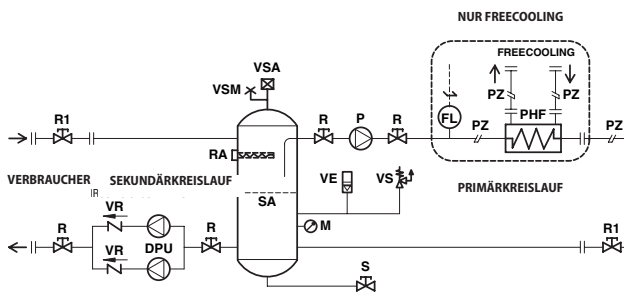 NUR FREECOOLING
FREECOOLING
VSA
VSM
PZ
PZ
PHF
R1
R
P
R
FL
PZ
PZ
RA
VERBRAUCHER
SEKUNDÄRKREISLAUF
VE
VS
PRIMÄRKREISLAUF
SA
R
VR
R
M
R1
VR
DPU
S